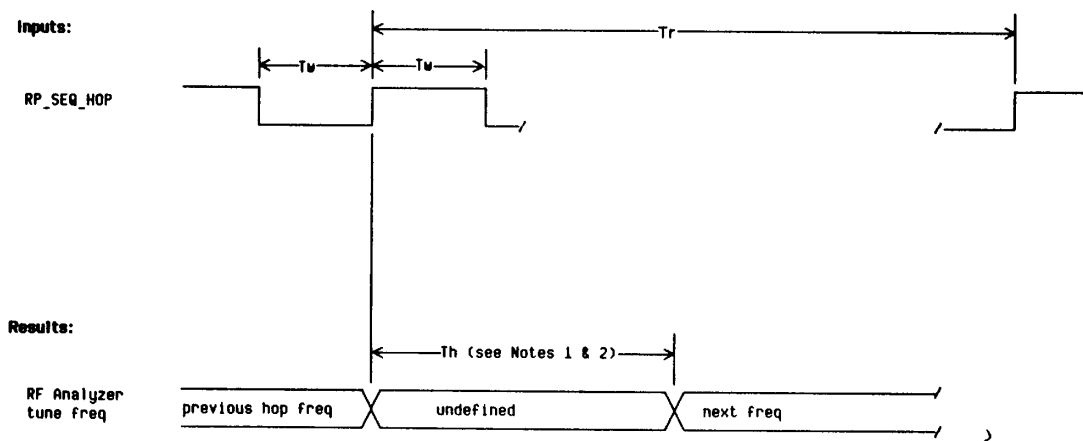 Inputs:
Tr
Tw Tw
RP_SEQ_HOP
Results:
Th (see Notes 1 & 2)
RF Analyzer
tune freq
previous hop freq undefined next freq